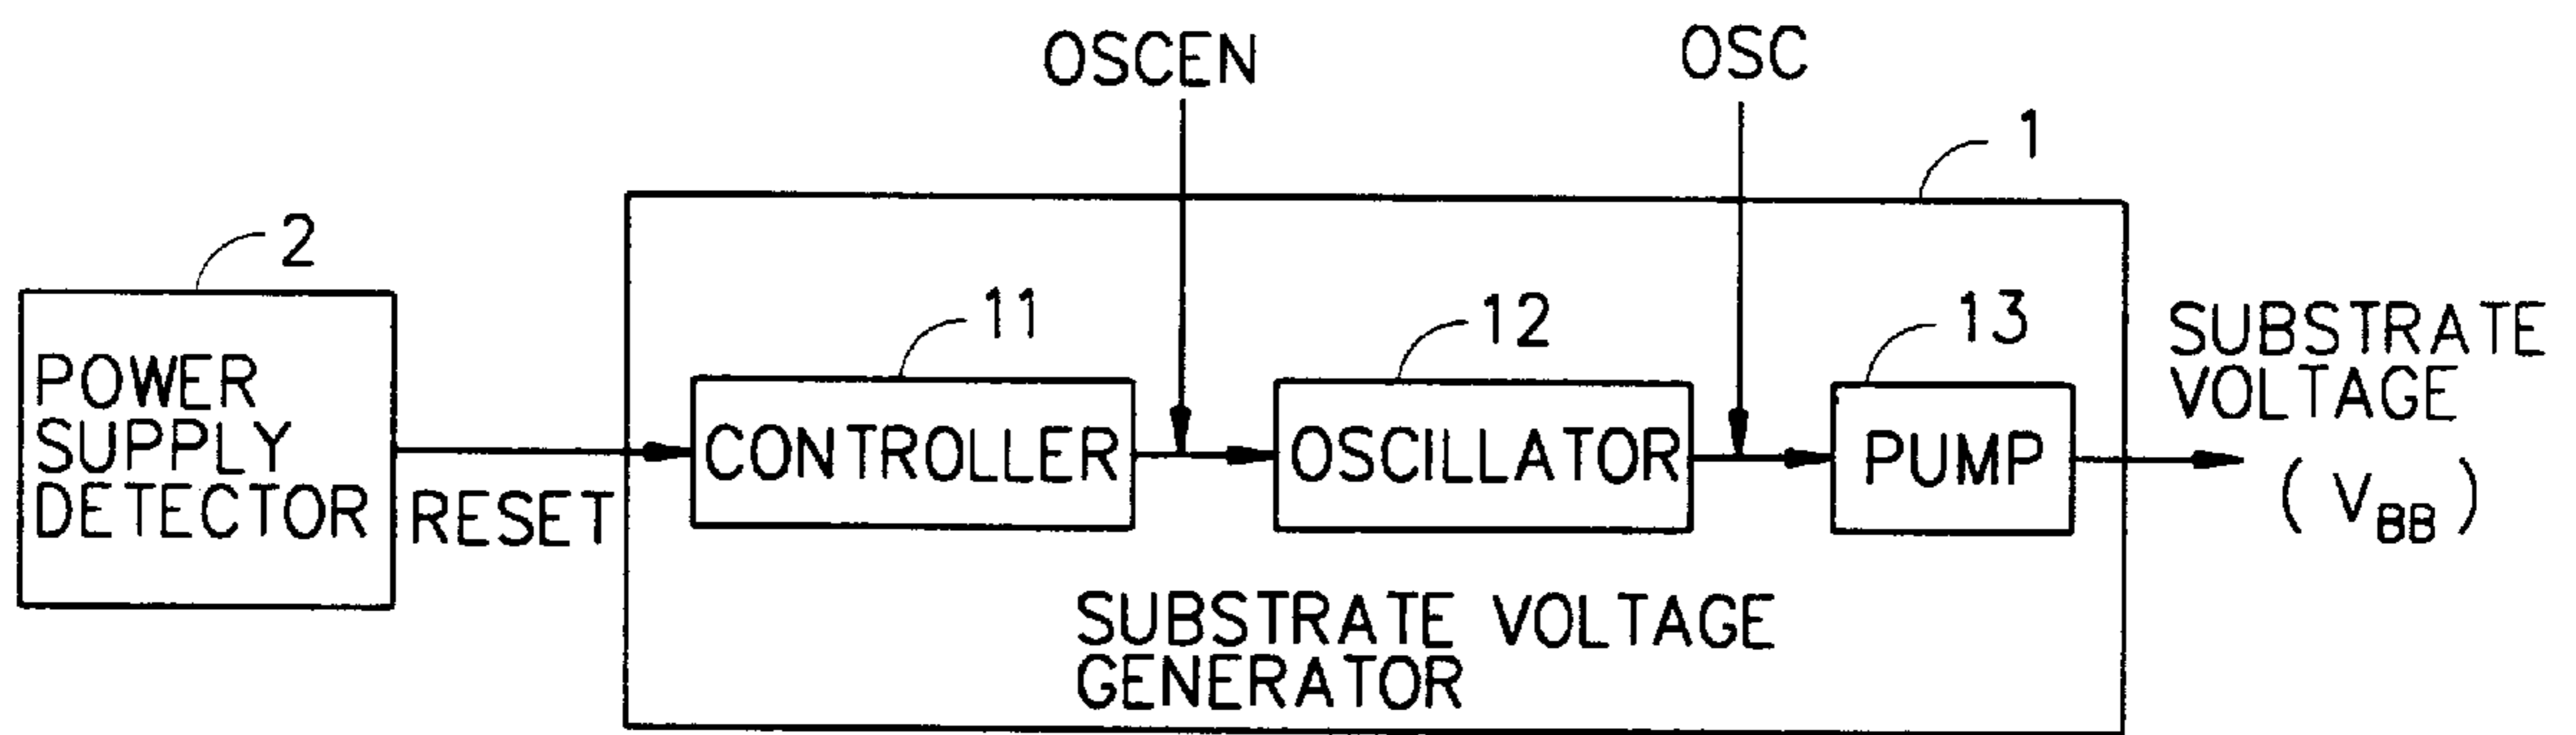 OSCEN
OSC
1
2
11
12
13
POWER
SUPPLY
DETECTOR
RESET
CONTROLLER
OSCILLATOR
PUMP
SUBSTRATE
VOLTAGE
( VBB )
SUBSTRATE VOLTAGE
GENERATOR